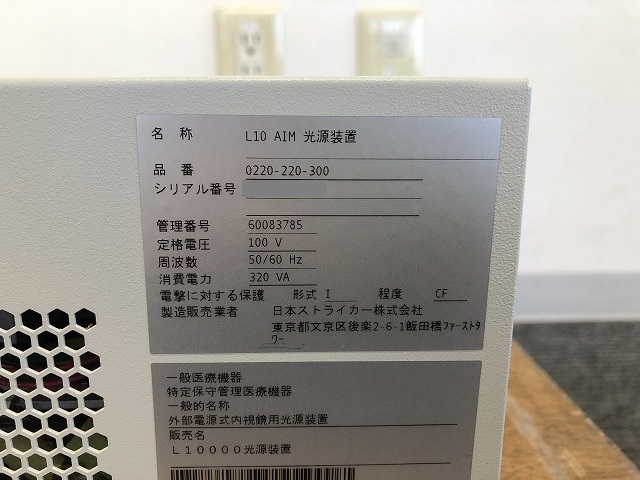 名 称 L10 AIM 光源装置
品 番 0220-220-300
シリアル番号
管理番号 60083785
定格電圧 100 V
周波数 50/60 Hz
消費電力 320 VA
電撃に対する保護 形式 I 程度 CF
製造販売業者 日本ストライカー株式会社
東京都文京区後楽2-6-1飯田橋ファーストタ
ワー
一般医療機器
特定保守管理医療機器
一般的名称
外部電源式内視鏡用光源装置
販売名
L10000光源装置